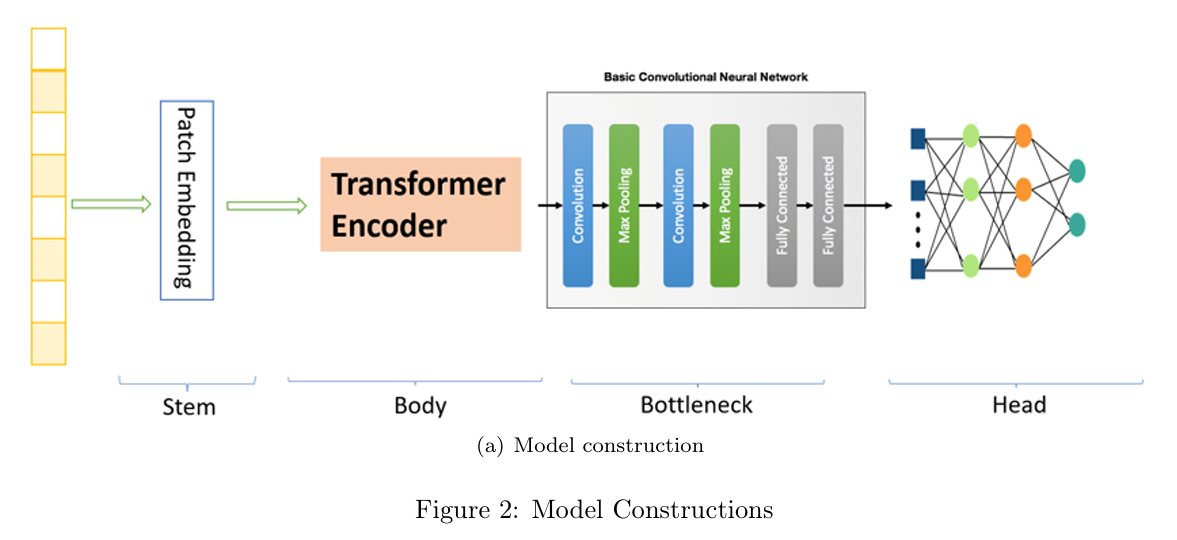 Basic Convolutional Neural Network
Patch Embedding
Transformer
Encoder
Convolution
Max Pooling
Convolution
Max Pooling
Fully Connected
Fully Connected
Stem
Body
Bottleneck
Head
(a) Model construction
Figure 2: Model Constructions